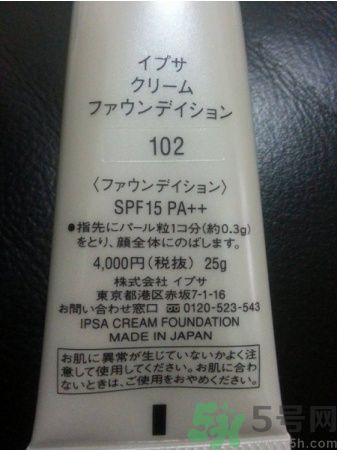 イプサ
クリーム
ファウンデイション
102
〈ファウンデイション〉
SPF15 PA++
●指先にパール粒1コ分(約0.3g)
をとり、顔全体にのばします。
4,000円(税抜) 25g
株式会社 イプサ
東京都港区赤坂7-1-16
お問い合わせ窓口 0120-523-543
IPSA CREAM FOUNDATION
MADE IN JAPAN
お肌に異常が生じていないかよく注
意して使用してください。お肌に合わ
ないときは、ご使用をおやめください。
5号网
5h.com